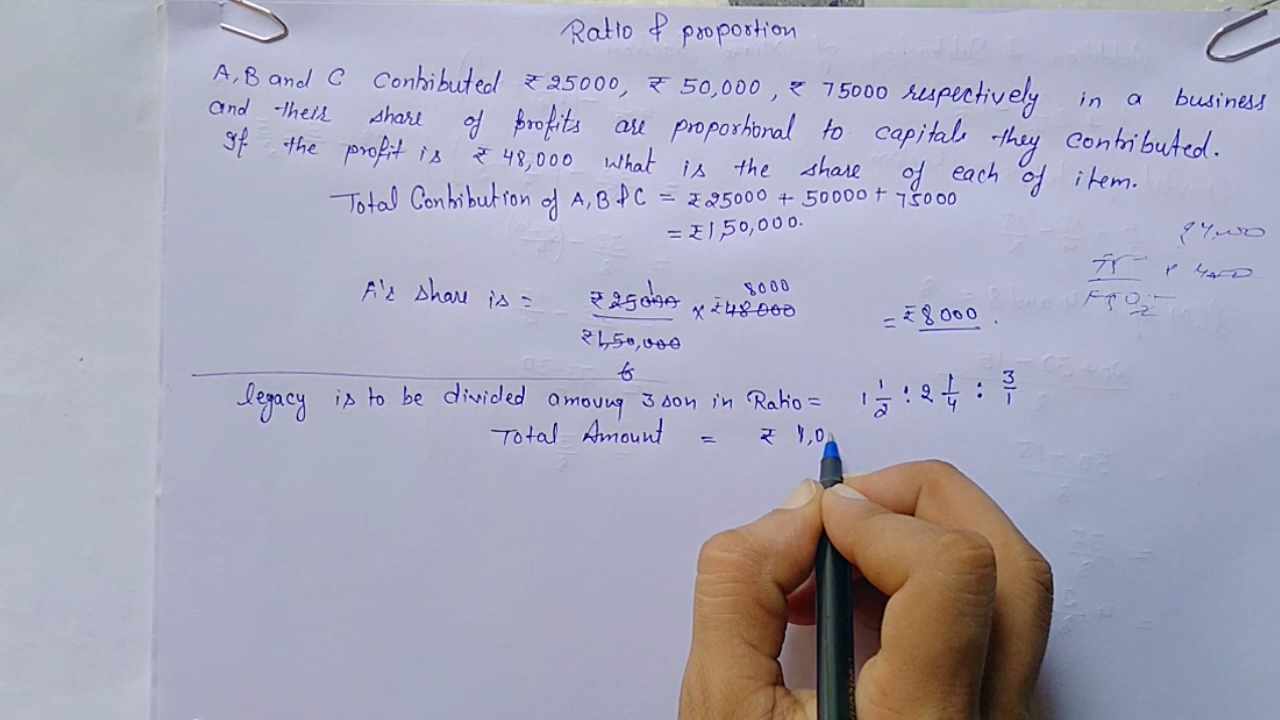 Ratio & proportion
A, B and C Contributed ₹ 25000, ₹ 50,000, ₹ 75000 respectively in a business
and their share of profits are proportional to capitals they contributed.
If the profit is ₹ 48,000 what is the share of each of item.
Total Contribution of A, B & C = ₹25000 + 50000 + 75000
= ₹1,50,000.
A's share is = ₹25000/₹1,50,000 × ₹48000 = ₹8000.
1 8000
6
legacy is to be divided among 3 son in Ratio = 1 1/2 : 2 1/4 : 3/1
Total Amount = ₹ 1,0